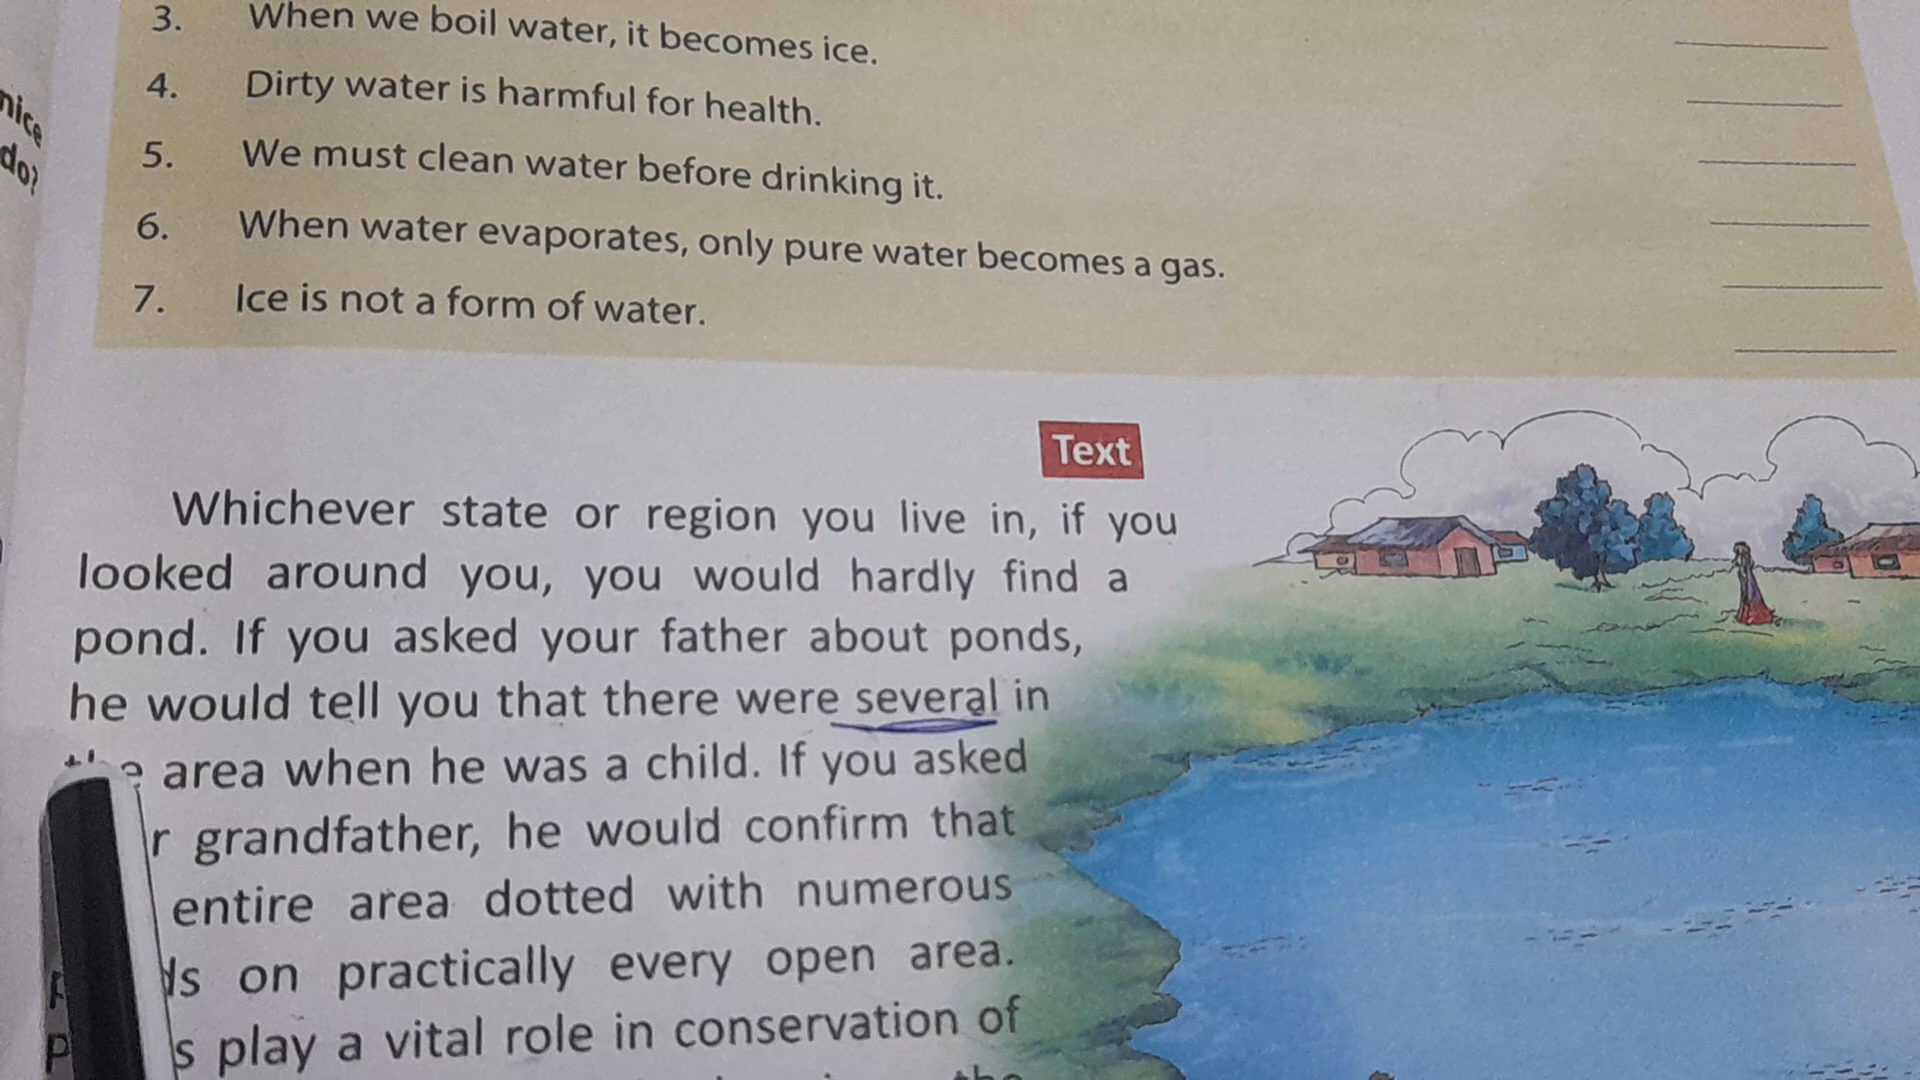 nice
do?
3. When we boil water, it becomes ice.
4. Dirty water is harmful for health.
5. We must clean water before drinking it.
6. When water evaporates, only pure water becomes a gas.
7. Ice is not a form of water.
Text
Whichever state or region you live in, if you
looked around you, you would hardly find a
pond. If you asked your father about ponds,
he would tell you that there were several in
area when he was a child. If you asked
grandfather, he would confirm that
entire area dotted with numerous
on practically every open area.
play a vital role in conservation of